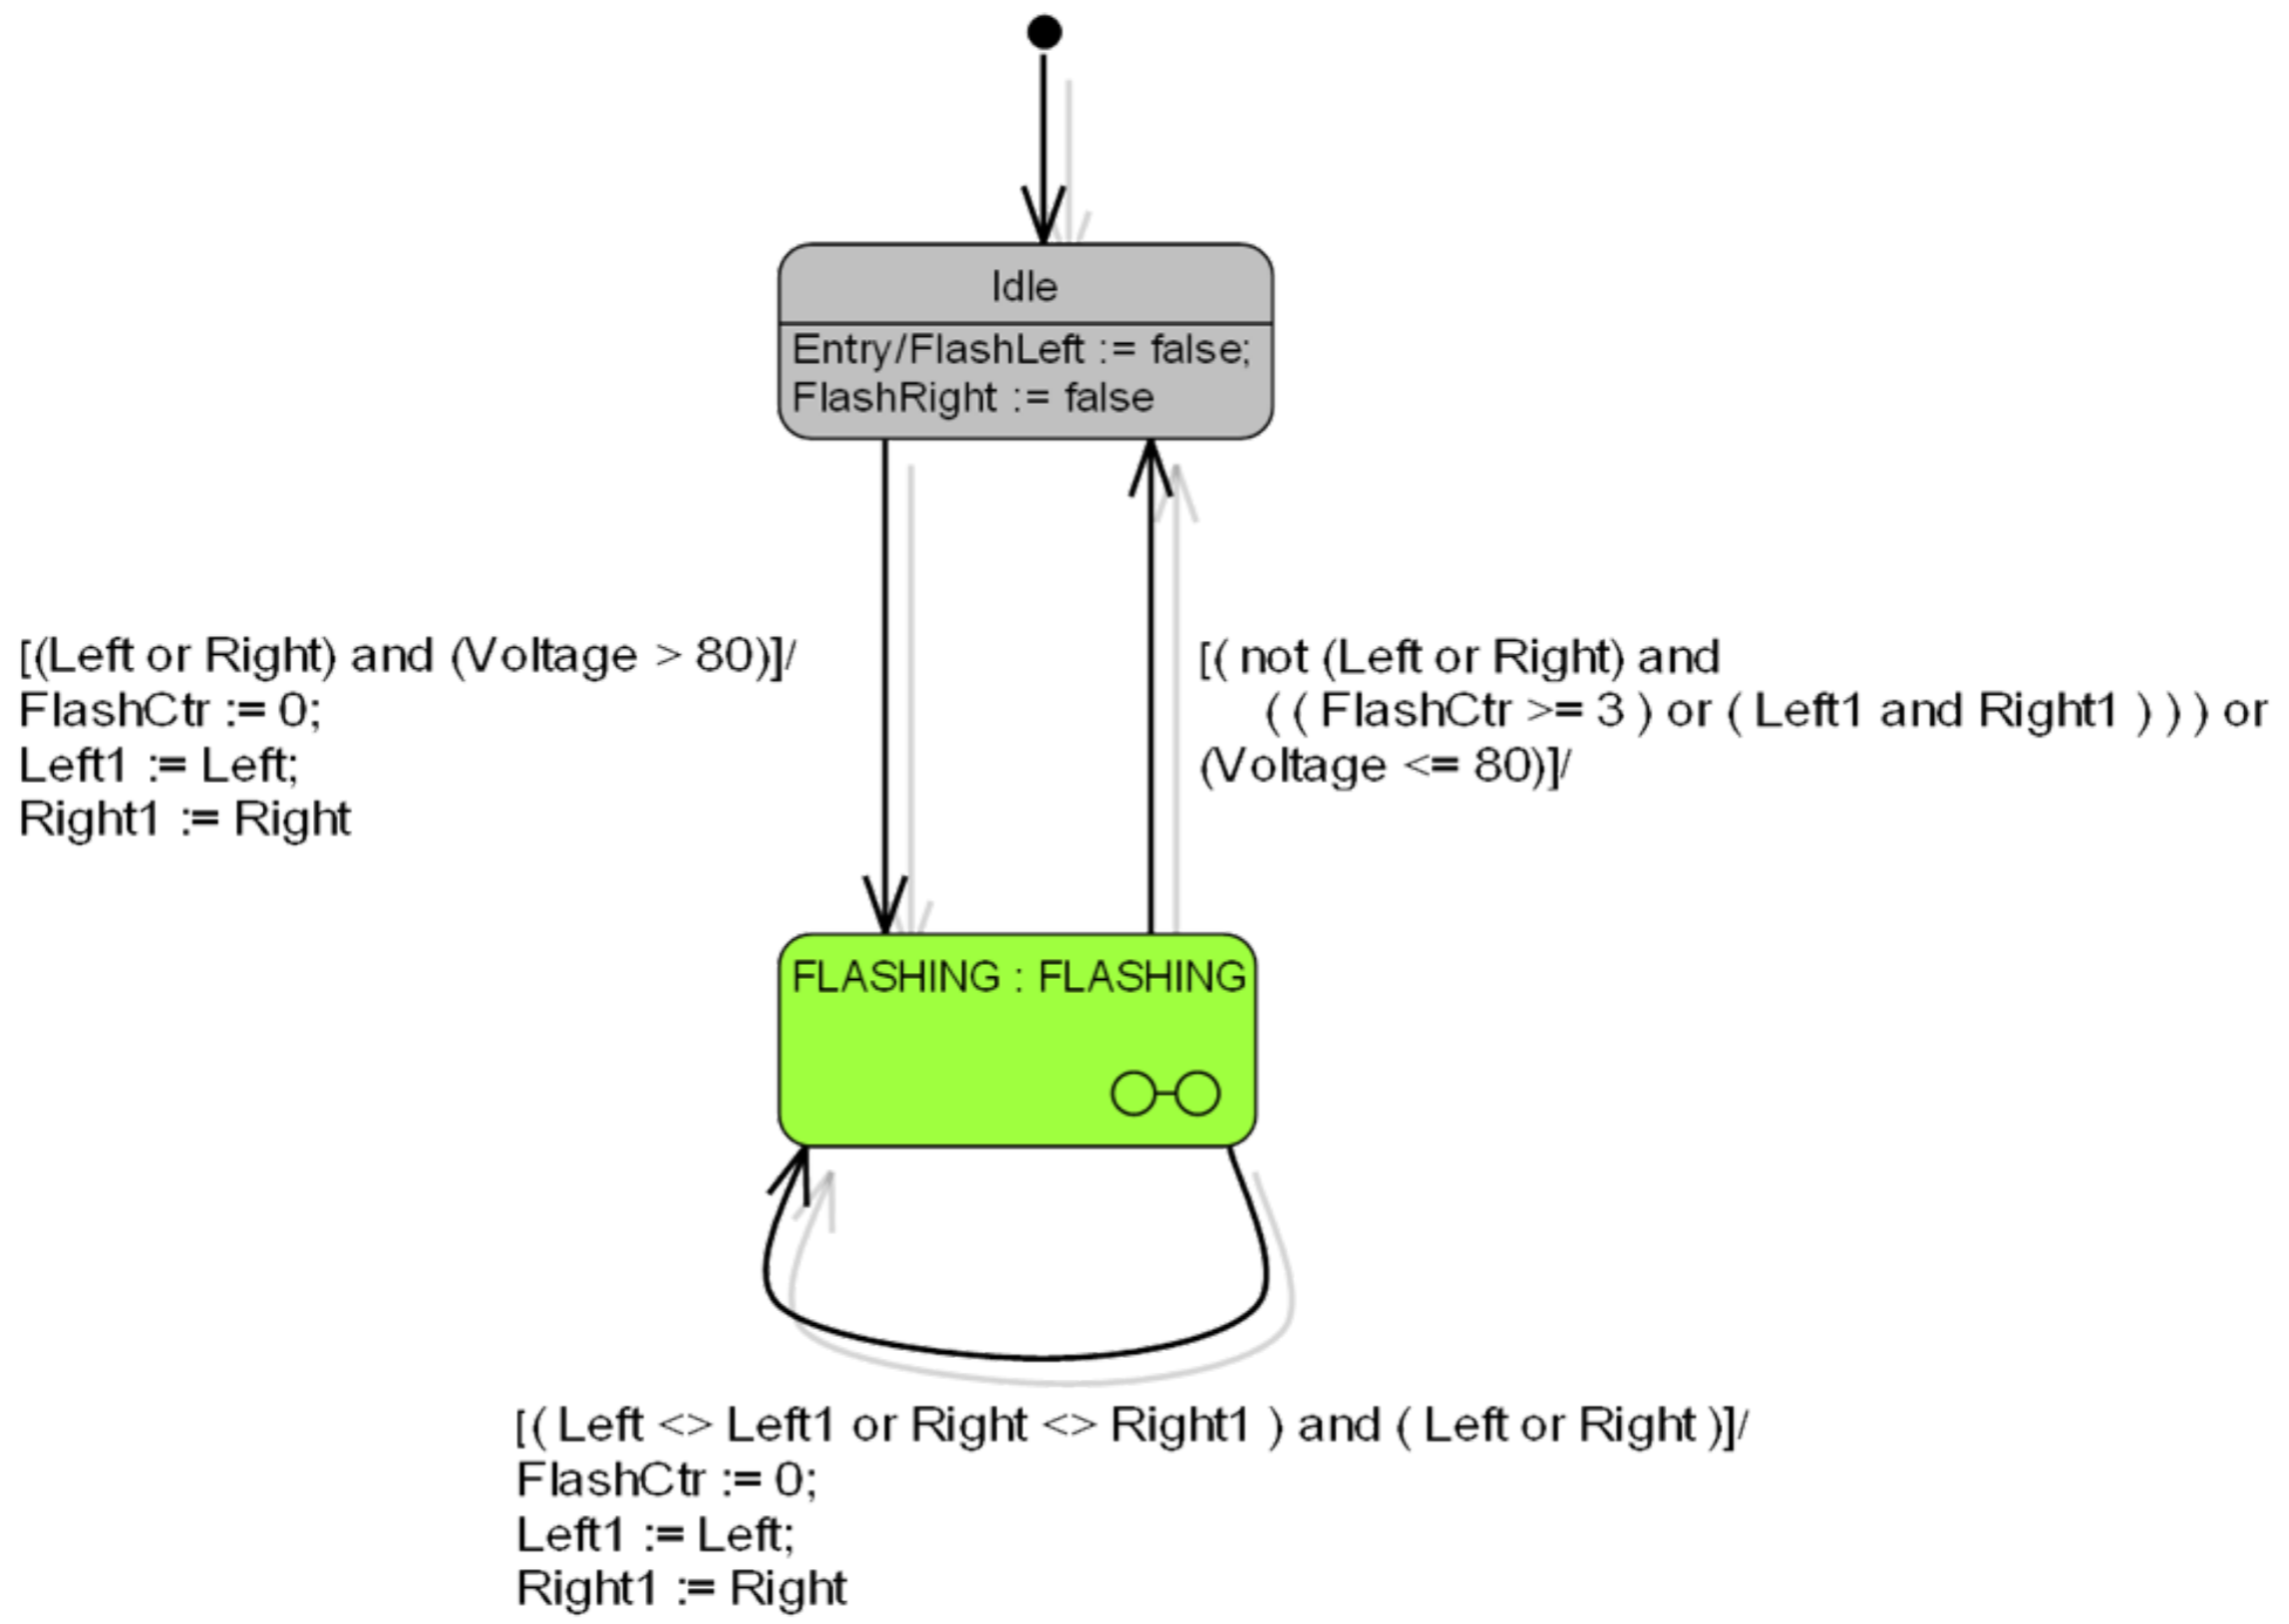 Idle
Entry/FlashLeft := false;
FlashRight := false
[(Left or Right) and (Voltage > 80)]/
FlashCtr := 0;
Left1 := Left;
Right1 := Right
[( not (Left or Right) and
( ( FlashCtr >= 3 ) or ( Left1 and Right1 ) ) ) or
(Voltage <= 80)]/
FLASHING : FLASHING
[( Left <> Left1 or Right <> Right1 ) and ( Left or Right )]/
FlashCtr := 0;
Left1 := Left;
Right1 := Right